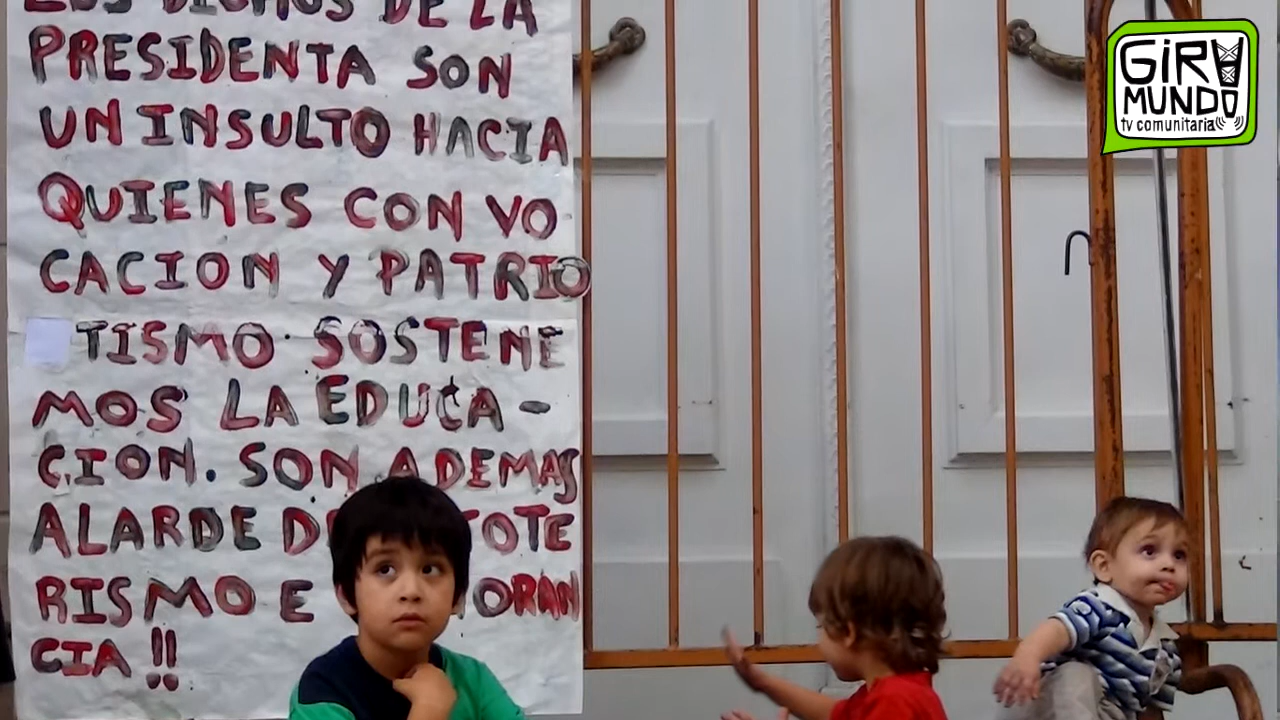 LOS DICHOS DE LA
PRESIDENTA SON
UN INSULTO HACIA
QUIENES CON VO
CACION Y PATRIO
TISMO SOSTENE
MOS LA EDUCA -
CION. SON ADEMAS
ALARDE DE TOTE
RISMO E ORAN
CIA !!
GIRA
MUNDO
tv comunitaria